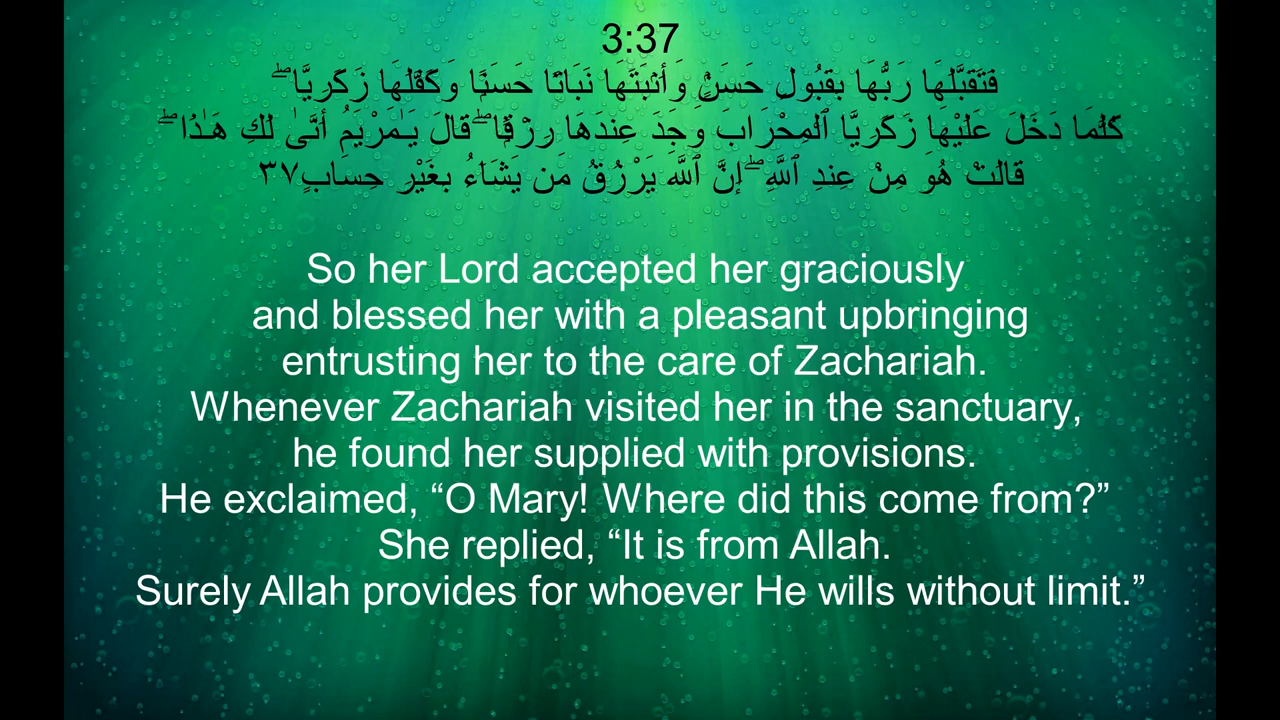 3:37
فَتَقَبَّلَهَا رَبُّهَا بِقَبُولٍ حَسَنٍۢ وَأَنۢبَتَهَا نَبَاتًا حَسَنًۭا وَكَفَّلَهَا زَكَرِيَّا ۖ
كُلَّمَا دَخَلَ عَلَيْهَا زَكَرِيَّا ٱلْمِحْرَابَ وَجَدَ عِندَهَا رِزْقًۭا ۖ قَالَ يَـٰمَرْيَمُ أَنَّىٰ لَكِ هَـٰذَا ۖ
قَالَتْ هُوَ مِنْ عِندِ ٱللَّهِ ۖ إِنَّ ٱللَّهَ يَرْزُقُ مَن يَشَآءُ بِغَيْرِ حِسَابٍ ٣٧
So her Lord accepted her graciously
and blessed her with a pleasant upbringing
entrusting her to the care of Zachariah.
Whenever Zachariah visited her in the sanctuary,
he found her supplied with provisions.
He exclaimed, “O Mary! Where did this come from?”
She replied, “It is from Allah.
Surely Allah provides for whoever He wills without limit.”